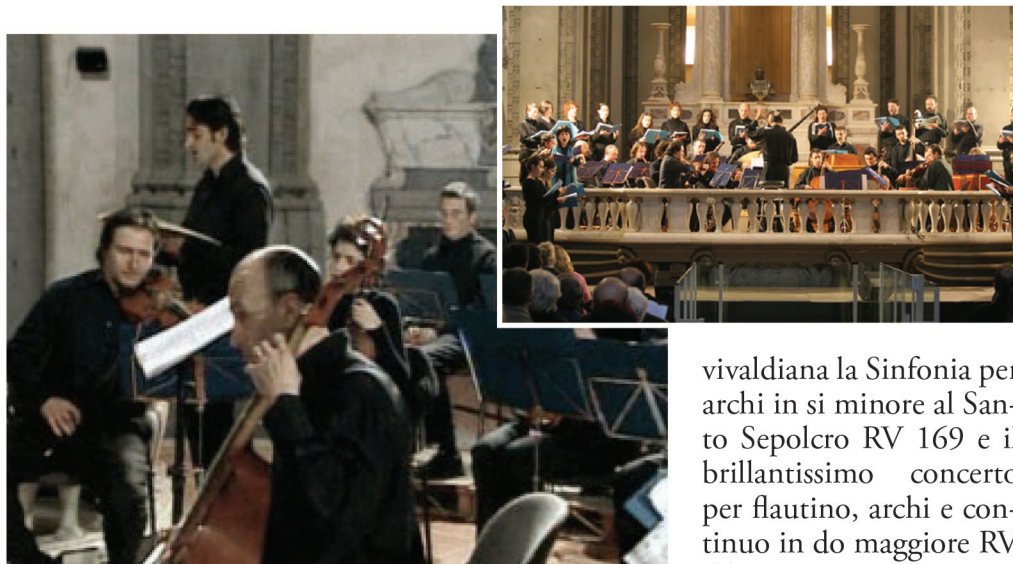 vivaldiana la Sinfonia per
archi in si minore al San-
to Sepolcro RV 169 e il
brillantissimo concerto
per flautino, archi e con-
tinuo in do maggiore RV